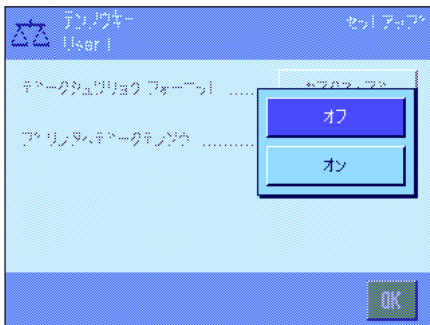 テンソウキー
セットアップ
User 1
データシュツリョク フォーマット .....
プリンタヘデータテンソウ .........
オフ
オン
OK